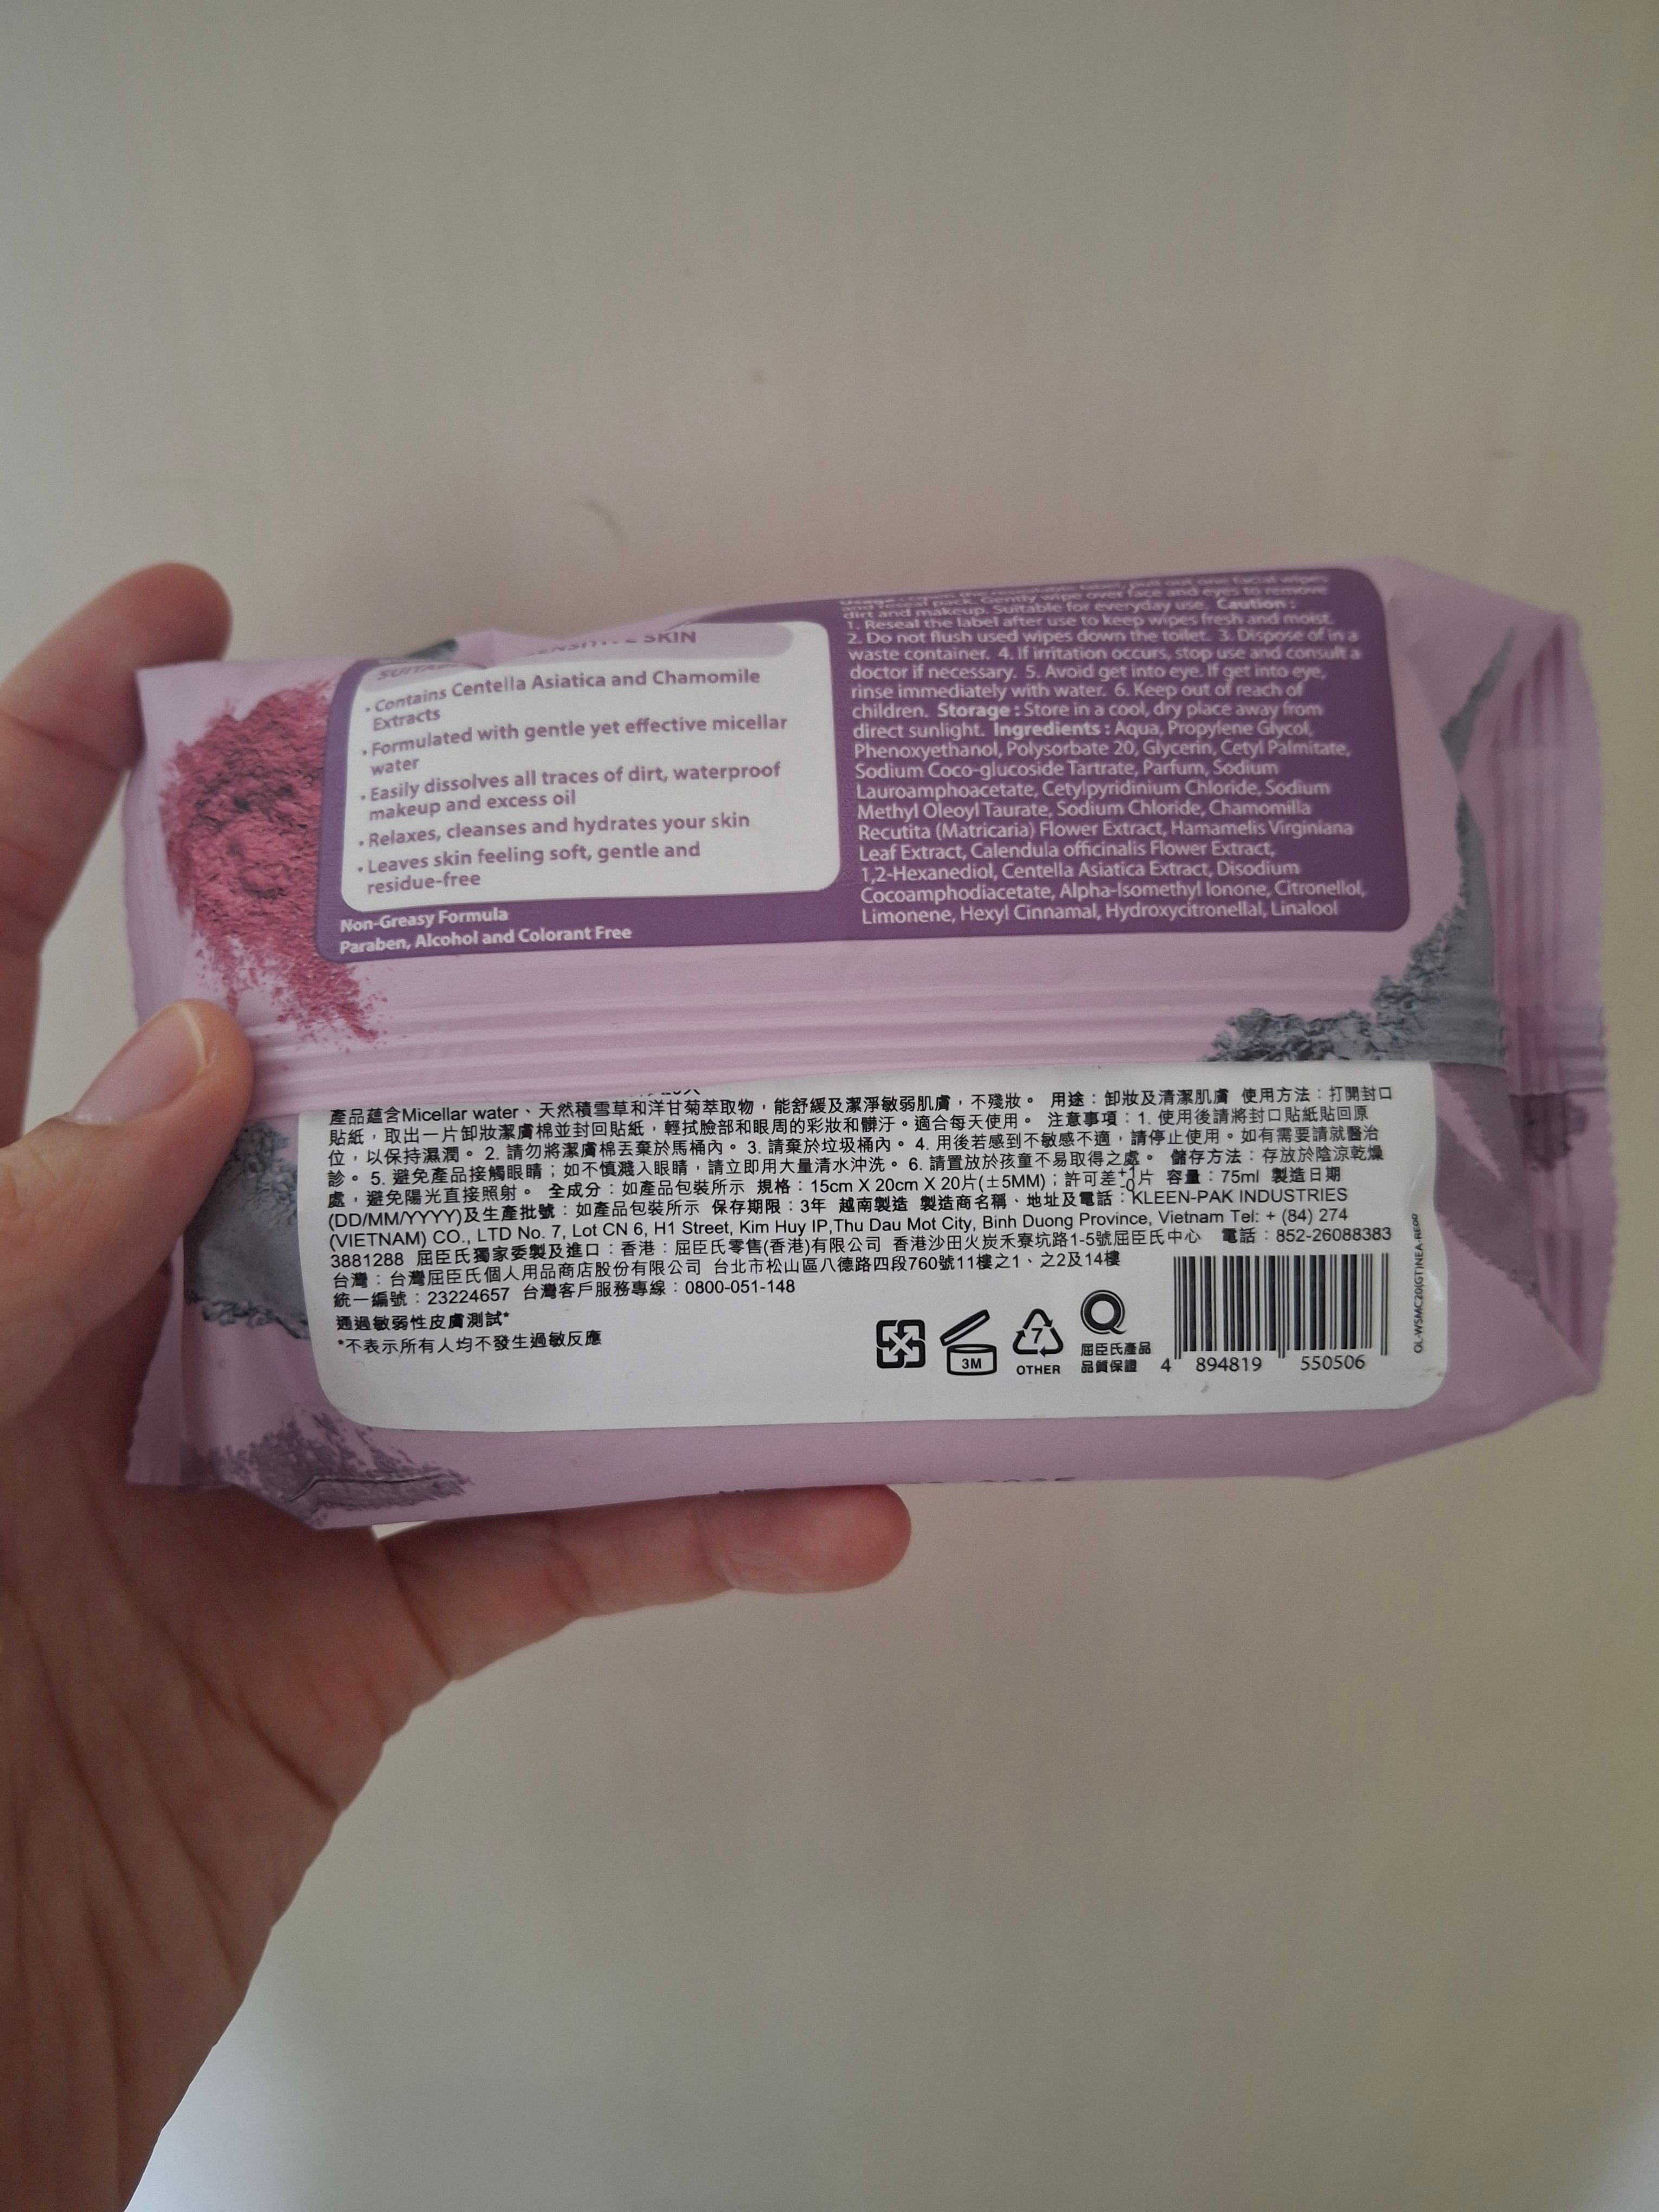 SENSITIVE SKIN
• Contains Centella Asiatica and Chamomile
Extracts
• Formulated with gentle yet effective micellar
water
• Easily dissolves all traces of dirt, waterproof
makeup and excess oil
• Relaxes, cleanses and hydrates your skin
• Leaves skin feeling soft, gentle and
residue-free
Non-Greasy Formula
Paraben, Alcohol and Colorant Free
label, pull out one facial wipes
and reseal pack. Gently wipe over face and eyes to remove
dirt and makeup. Suitable for everyday use. Caution :
1. Reseal the label after use to keep wipes fresh and moist.
2. Do not flush used wipes down the toilet. 3. Dispose of in a
waste container. 4. If irritation occurs, stop use and consult a
doctor if necessary. 5. Avoid get into eye. If get into eye,
rinse immediately with water. 6. Keep out of reach of
children. Storage : Store in a cool, dry place away from
direct sunlight. Ingredients : Aqua, Propylene Glycol,
Phenoxyethanol, Polysorbate 20, Glycerin, Cetyl Palmitate,
Sodium Coco-glucoside Tartrate, Parfum, Sodium
Lauroamphoacetate, Cetylpyridinium Chloride, Sodium
Methyl Oleoyl Taurate, Sodium Chloride, Chamomilla
Recutita (Matricaria) Flower Extract, Hamamelis Virginiana
Leaf Extract, Calendula officinalis Flower Extract,
1,2-Hexanediol, Centella Asiatica Extract, Disodium
Cocoamphodiacetate, Alpha-Isomethyl Ionone, Citronellol,
Limonene, Hexyl Cinnamal, Hydroxycitronellal, Linalool
產品蘊含Micellar water、天然積雪草和洋甘菊萃取物，能舒緩及潔淨敏弱肌膚，不殘妝。 用途：卸妝及清潔肌膚 使用方法：打開封口
貼紙，取出一片卸妝潔膚棉並封回貼紙，輕拭臉部和眼周的彩妝和髒汙。適合每天使用。 注意事項：1. 使用後請將封口貼紙貼回原
位，以保持濕潤。 2. 請勿將潔膚棉丟棄於馬桶內。 3. 請棄於垃圾桶內。 4. 用後若感到不敏感不適，請停止使用。如有需要請就醫治
診。 5. 避免產品接觸眼睛；如不慎濺入眼睛，請立即用大量清水沖洗。 6. 請置放於孩童不易取得之處。 儲存方法：存放於陰涼乾燥
處，避免陽光直接照射。 全成分：如產品包裝所示 規格：15cm X 20cm X 20片(±5MM)；許可差+1-0片 容量：75ml 製造日期
(DD/MM/YYYY)及生產批號：如產品包裝所示 保存期限：3年 越南製造 製造商名稱、地址及電話：KLEEN-PAK INDUSTRIES
(VIETNAM) CO., LTD No. 7, Lot CN 6, H1 Street, Kim Huy IP,Thu Dau Mot City, Binh Duong Province, Vietnam Tel: + (84) 274
3881288 屈臣氏獨家委製及進口：香港：屈臣氏零售(香港)有限公司 香港沙田火炭禾寮坑路1-5號屈臣氏中心 電話：852-26088383
台灣：台灣屈臣氏個人用品商店股份有限公司 台北市松山區八德路四段760號11樓之1、之2及14樓
統一編號：23224657 台灣客戶服務專線：0800-051-148
通過敏弱性皮膚測試*
*不表示所有人均不發生過敏反應
3M
7
OTHER
Q
屈臣氏產品
品質保證
4 894819 550506